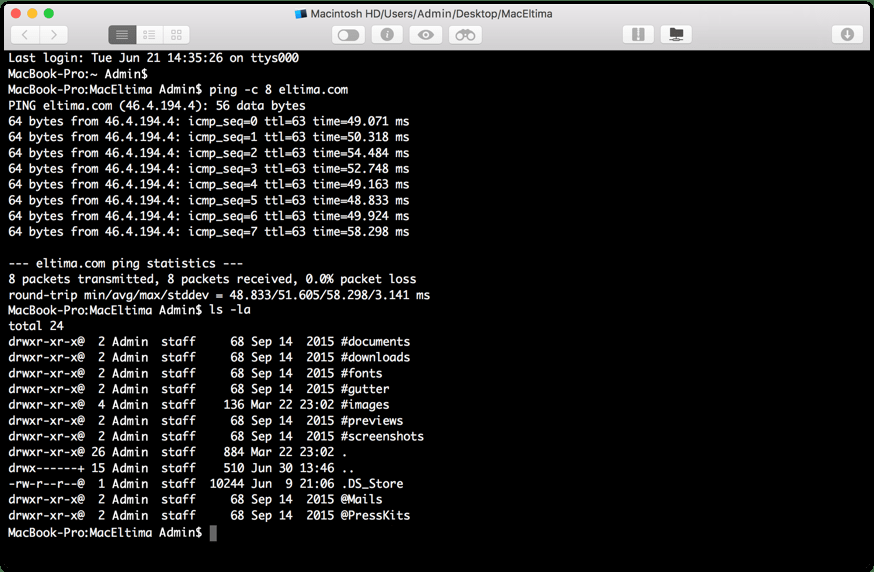 Macintosh HD/Users/Admin/Desktop/MacEltima
Last login: Tue Jun 21 14:35:26 on ttys000
MacBook-Pro:~ Admin$
MacBook-Pro:MacEltima Admin$ ping -c 8 eltima.com
PING eltima.com (46.4.194.4): 56 data bytes
64 bytes from 46.4.194.4: icmp_seq=0 ttl=63 time=49.071 ms
64 bytes from 46.4.194.4: icmp_seq=1 ttl=63 time=50.318 ms
64 bytes from 46.4.194.4: icmp_seq=2 ttl=63 time=54.484 ms
64 bytes from 46.4.194.4: icmp_seq=3 ttl=63 time=52.748 ms
64 bytes from 46.4.194.4: icmp_seq=4 ttl=63 time=49.163 ms
64 bytes from 46.4.194.4: icmp_seq=5 ttl=63 time=48.833 ms
64 bytes from 46.4.194.4: icmp_seq=6 ttl=63 time=49.924 ms
64 bytes from 46.4.194.4: icmp_seq=7 ttl=63 time=58.298 ms
--- eltima.com ping statistics ---
8 packets transmitted, 8 packets received, 0.0% packet loss
round-trip min/avg/max/stddev = 48.833/51.605/58.298/3.141 ms
MacBook-Pro:MacEltima Admin$ ls -la
total 24
drwxr-xr-x@  2 Admin  staff     68 Sep 14  2015 #documents
drwxr-xr-x@  2 Admin  staff     68 Sep 14  2015 #downloads
drwxr-xr-x@  2 Admin  staff     68 Sep 14  2015 #fonts
drwxr-xr-x@  2 Admin  staff     68 Sep 14  2015 #gutter
drwxr-xr-x@  4 Admin  staff    136 Mar 22 23:02 #images
drwxr-xr-x@  2 Admin  staff     68 Sep 14  2015 #previews
drwxr-xr-x@  2 Admin  staff     68 Sep 14  2015 #screenshots
drwxr-xr-x@ 26 Admin  staff    884 Mar 22 23:02 .
drwx------+ 15 Admin  staff    510 Jun 30 13:46 ..
-rw-r--r--@  1 Admin  staff  10244 Jun  9 21:06 .DS_Store
drwxr-xr-x@  2 Admin  staff     68 Sep 14  2015 @Mails
drwxr-xr-x@  2 Admin  staff     68 Sep 14  2015 @PressKits
MacBook-Pro:MacEltima Admin$